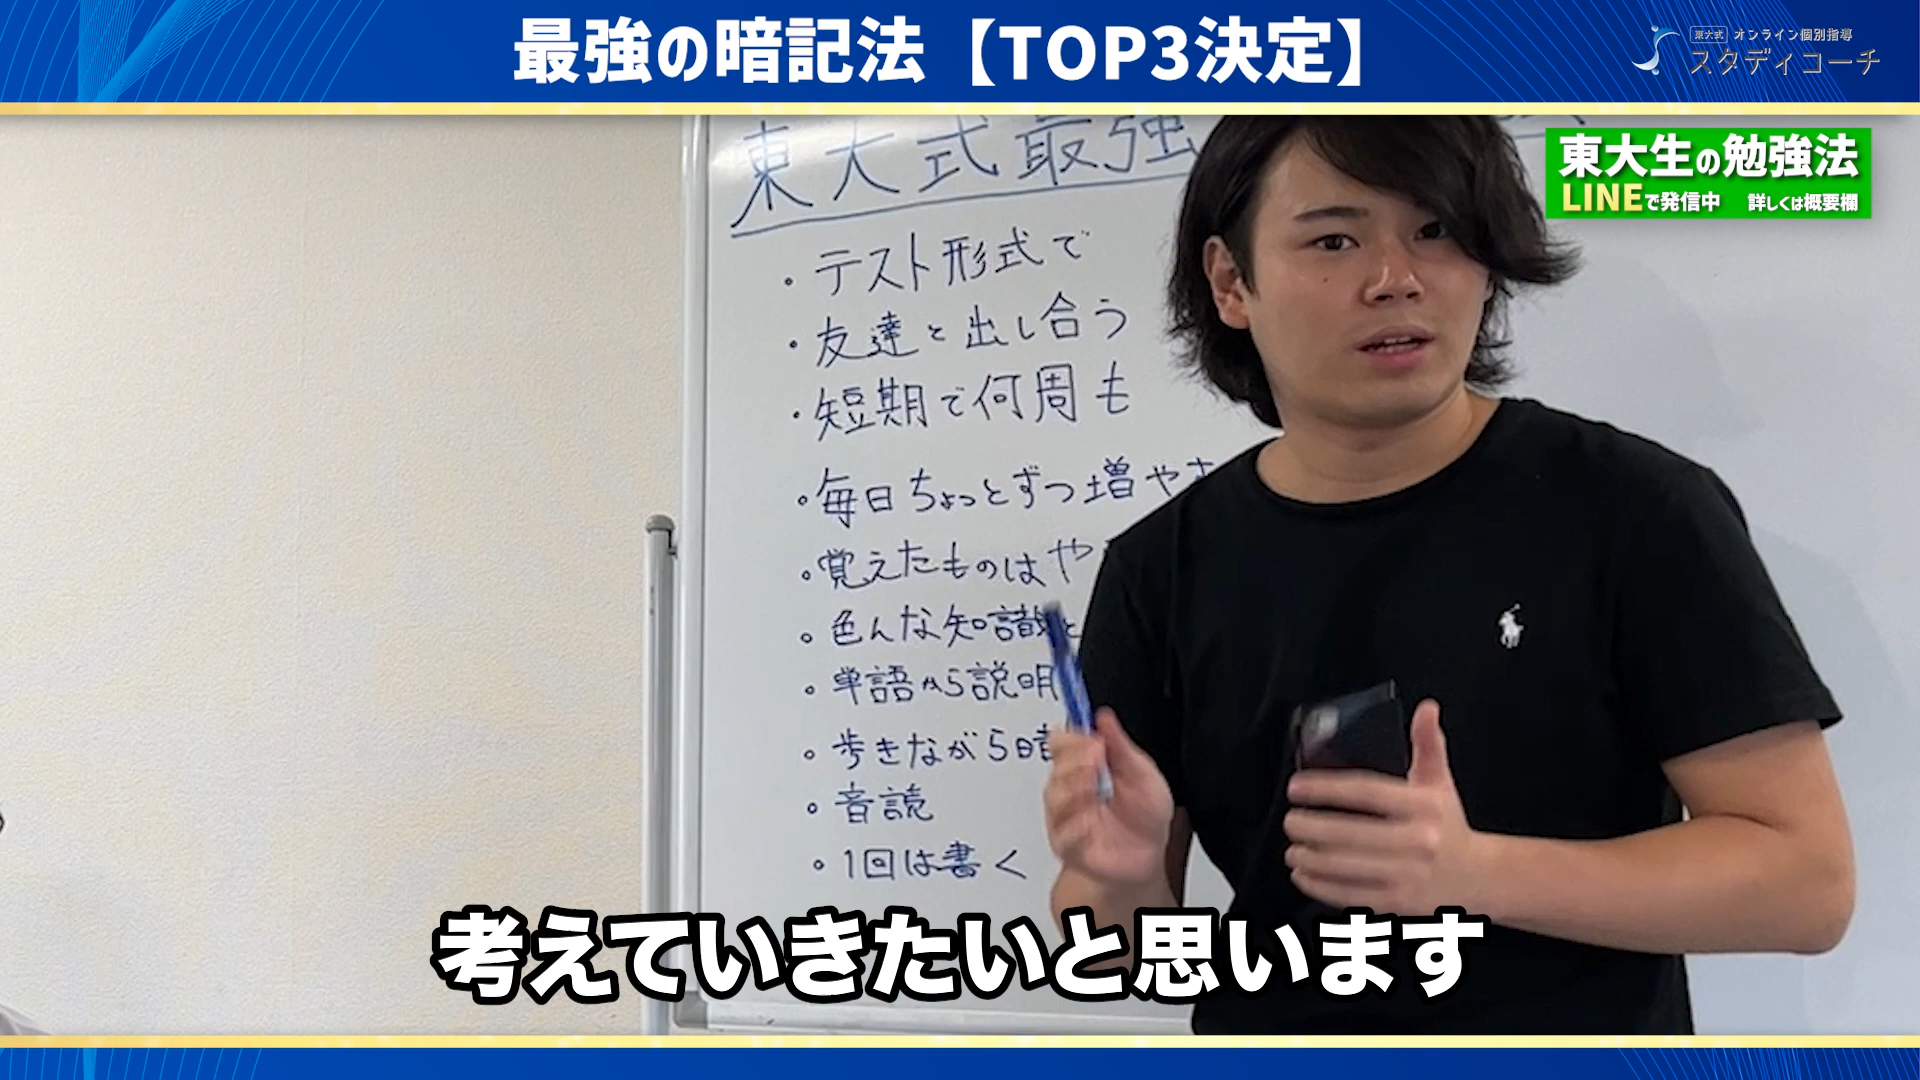 最強の暗記法【TOP3決定】
東大式 オンライン個別指導
スタディコーチ
東大生の勉強法
LINEで発信中 詳しくは概要欄
東大式最強
・テスト形式で
・友達と出し合う
・短期で何周も
・毎日ちょっとずつ増やす
・覚えたものはや
・色んな知識と
・単語から説明
・歩きながら暗
・音読
・1回は書く
考えていきたいと思います